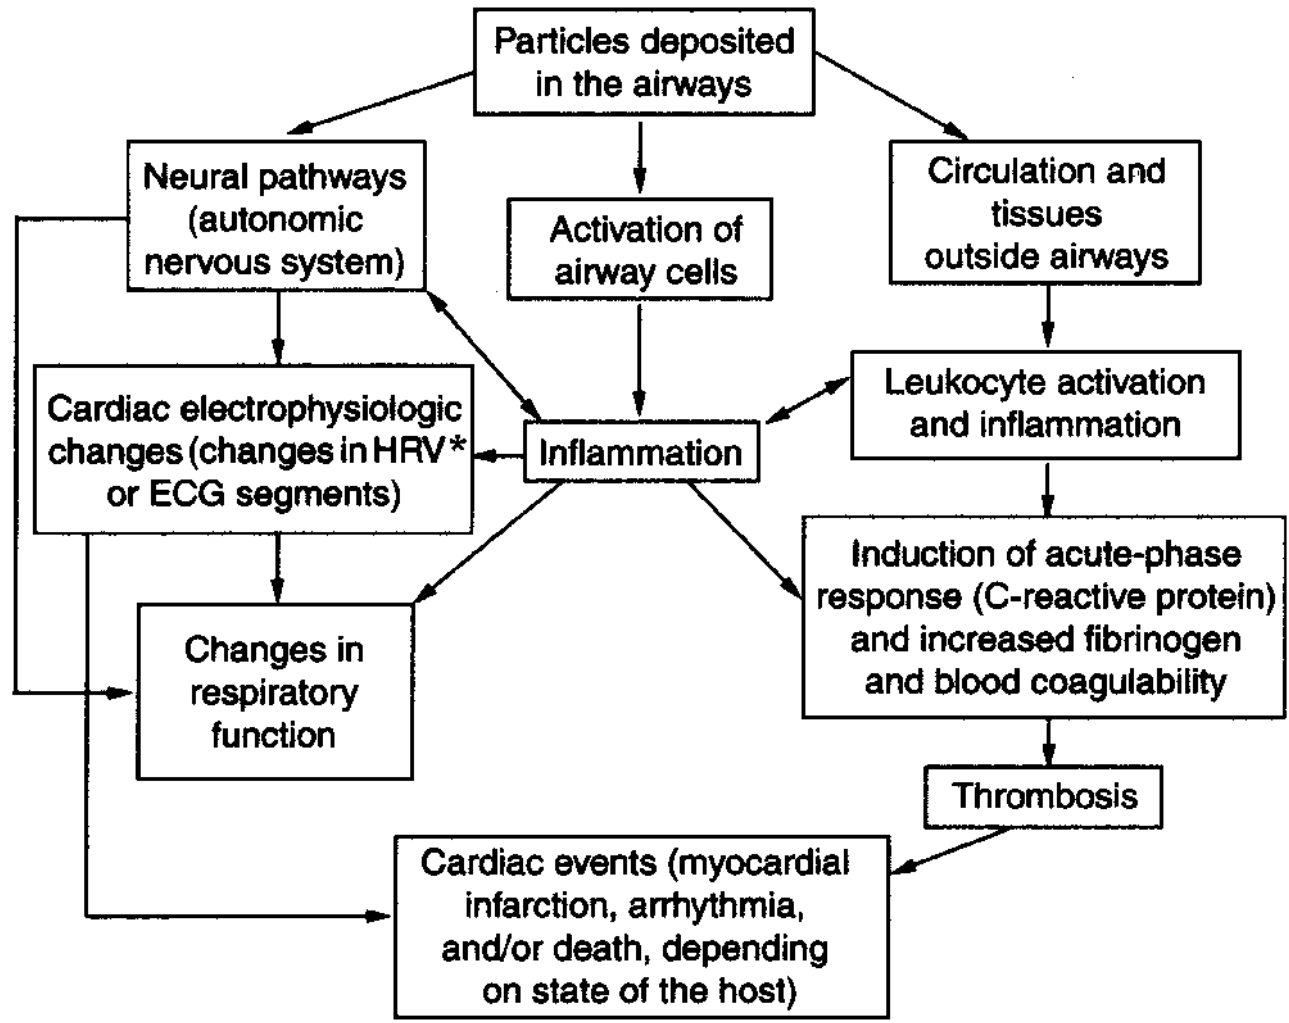 Particles deposited
in the airways
Neural pathways
(autonomic
nervous system)
Activation of
airway cells
Circulation and
tissues
outside airways
Cardiac electrophysiologic
changes (changes in HRV*
or ECG segments)
Inflammation
Leukocyte activation
and inflammation
Changes in
respiratory
function
Induction of acute-phase
response (C-reactive protein)
and increased fibrinogen
and blood coagulability
Thrombosis
Cardiac events (myocardial
infarction, arrhythmia,
and/or death, depending
on state of the host)